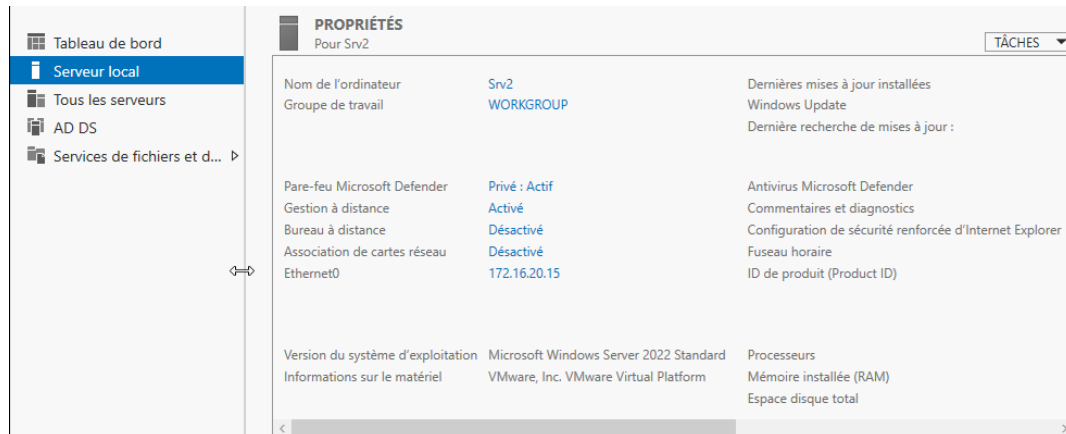 PROPRIÉTÉS
Pour Srv2
TÂCHES
Tableau de bord
Serveur local
Tous les serveurs
AD DS
Services de fichiers et d...
Nom de l'ordinateur Srv2 Dernières mises à jour installées
Groupe de travail WORKGROUP Windows Update
Dernière recherche de mises à jour :
Pare-feu Microsoft Defender Privé : Actif Antivirus Microsoft Defender
Gestion à distance Activé Commentaires et diagnostics
Bureau à distance Désactivé Configuration de sécurité renforcée d'Internet Explorer
Association de cartes réseau Désactivé Fuseau horaire
Ethernet0 172.16.20.15 ID de produit (Product ID)
Version du système d'exploitation Microsoft Windows Server 2022 Standard Processeurs
Informations sur le matériel VMware, Inc. VMware Virtual Platform Mémoire installée (RAM)
Espace disque total